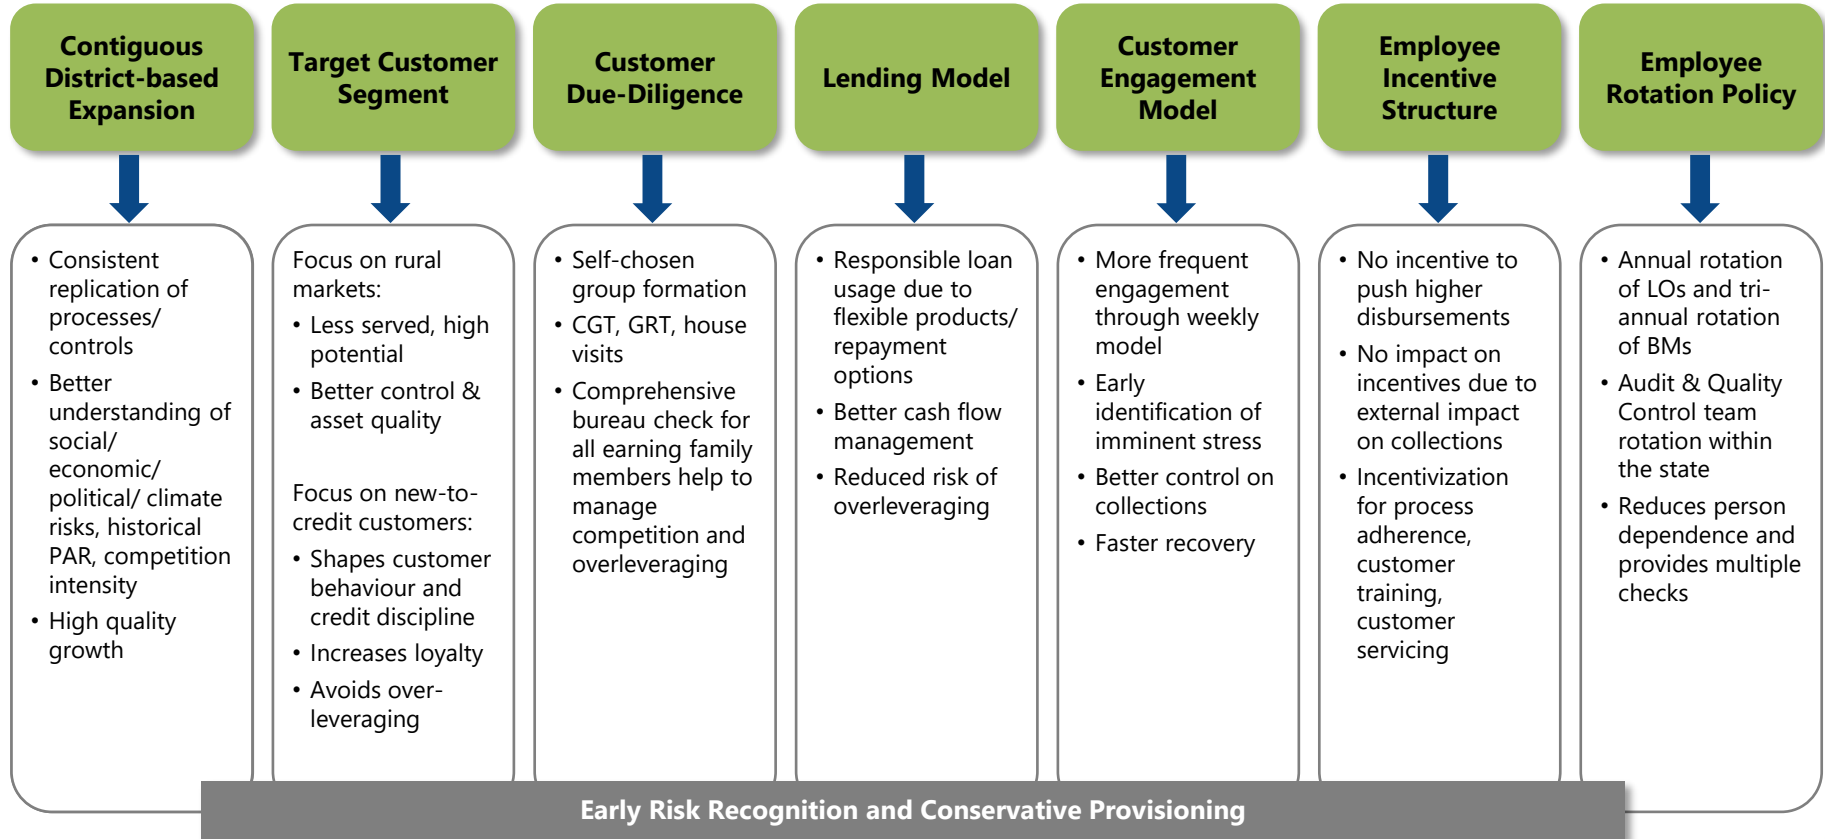 Contiguous
District-based
Expansion
Target Customer
Segment
Customer
Due-Diligence
Lending Model
Customer
Engagement
Model
Employee
Incentive
Structure
Employee
Rotation Policy
• Consistent
replication of
processes/
controls
• Better
understanding of
social/
economic/
political/ climate
risks, historical
PAR, competition
intensity
• High quality
growth
Focus on rural
markets:
• Less served, high
potential
• Better control &
asset quality
Focus on new-to-
credit customers:
• Shapes customer
behaviour and
credit discipline
• Increases loyalty
• Avoids over-
leveraging
• Self-chosen
group formation
• CGT, GRT, house
visits
• Comprehensive
bureau check for
all earning family
members help to
manage
competition and
overleveraging
• Responsible loan
usage due to
flexible products/
repayment
options
• Better cash flow
management
• Reduced risk of
overleveraging
• More frequent
engagement
through weekly
model
• Early
identification of
imminent stress
• Better control on
collections
• Faster recovery
• No incentive to
push higher
disbursements
• No impact on
incentives due to
external impact
on collections
• Incentivization
for process
adherence,
customer
training,
customer
servicing
• Annual rotation
of LOs and tri-
annual rotation
of BMs
• Audit & Quality
Control team
rotation within
the state
• Reduces person
dependence and
provides multiple
checks
Early Risk Recognition and Conservative Provisioning